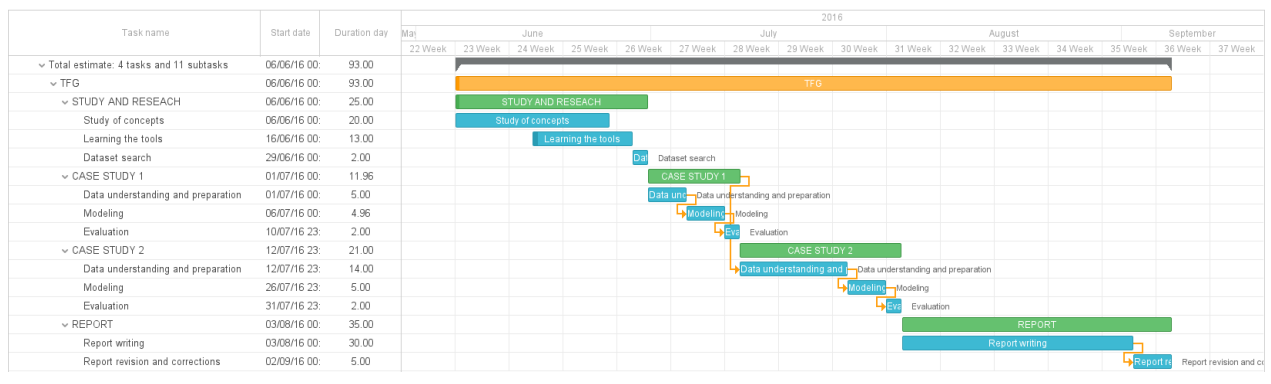 2016
Task name Start date Duration day May June July August September
22 Week 23 Week 24 Week 25 Week 26 Week 27 Week 28 Week 29 Week 30 Week 31 Week 32 Week 33 Week 34 Week 35 Week 36 Week 37 Week
Total estimate: 4 tasks and 11 subtasks 06/06/16 00: 93.00
TFG 06/06/16 00: 93.00 TFG
STUDY AND RESEACH 06/06/16 00: 25.00 STUDY AND RESEACH
Study of concepts 06/06/16 00: 20.00 Study of concepts
Learning the tools 16/06/16 00: 13.00 Learning the tools
Dataset search 29/06/16 00: 2.00 Dat Dataset search
CASE STUDY 1 01/07/16 00: 11.96 CASE STUDY 1
Data understanding and preparation 01/07/16 00: 5.00 Data und Data understanding and preparation
Modeling 06/07/16 00: 4.96 Modeling Modeling
Evaluation 10/07/16 23: 2.00 Eva Evaluation
CASE STUDY 2 12/07/16 23: 21.00 CASE STUDY 2
Data understanding and preparation 12/07/16 23: 14.00 Data understanding and Data understanding and preparation
Modeling 26/07/16 23: 5.00 Modeling Modeling
Evaluation 31/07/16 23: 2.00 Eva Evaluation
REPORT 03/08/16 00: 35.00 REPORT
Report writing 03/08/16 00: 30.00 Report writing
Report revision and corrections 02/09/16 00: 5.00 Report re Report revision and co